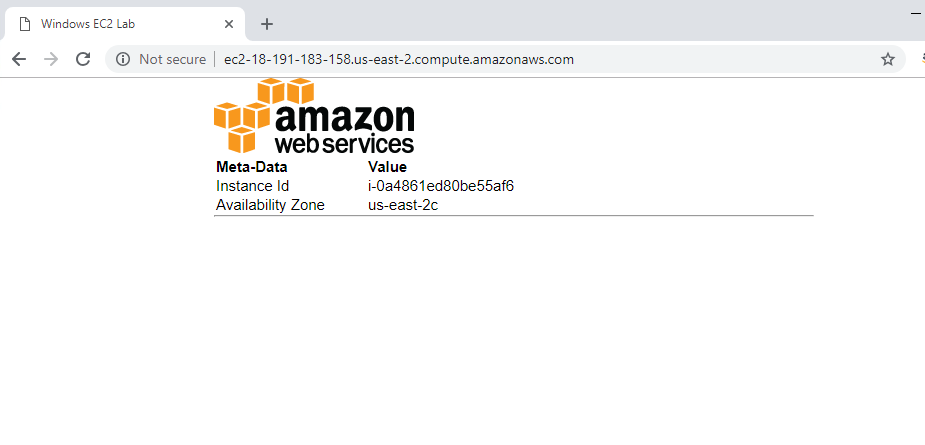 Windows EC2 Lab
Not secure ec2-18-191-183-158.us-east-2.compute.amazonaws.com
amazon
web services
Meta-Data Value
Instance Id i-0a4861ed80be55af6
Availability Zone us-east-2c